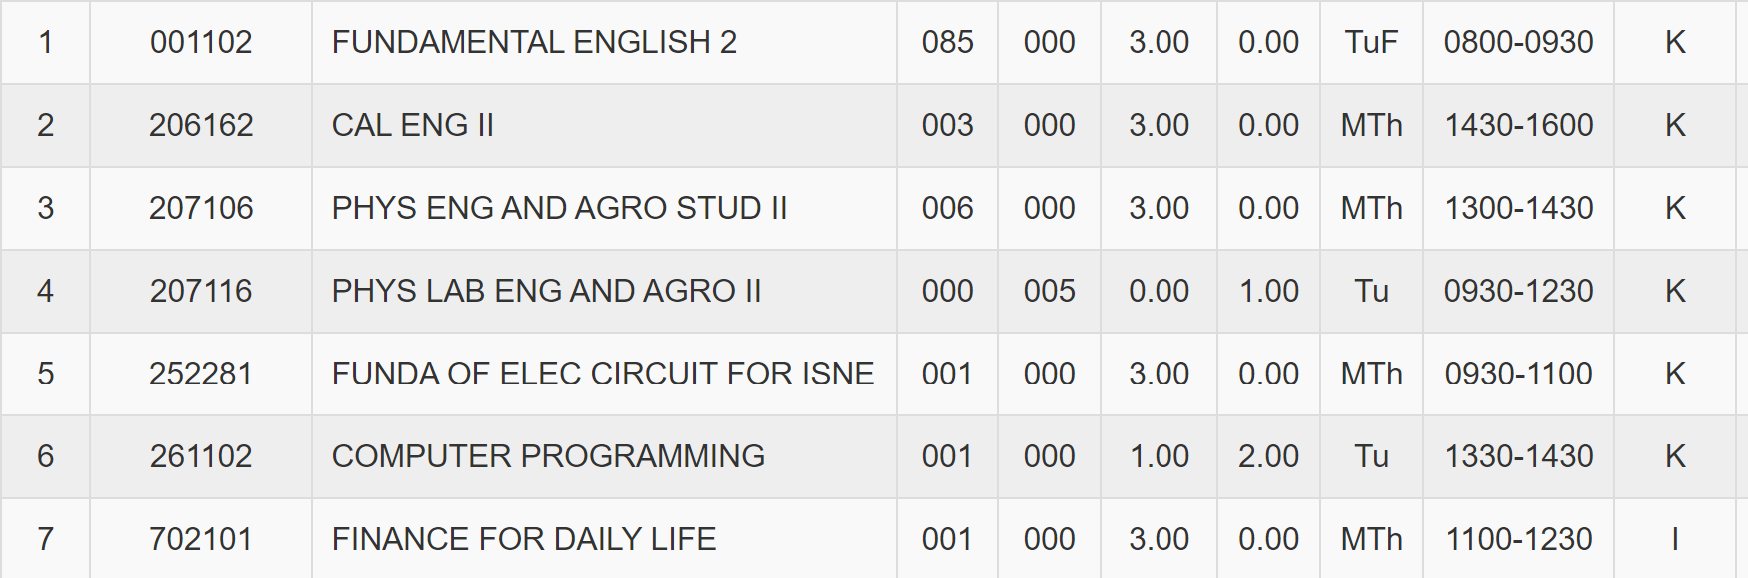 1 001102 FUNDAMENTAL ENGLISH 2 085 000 3.00 0.00 TuF 0800-0930 K
2 206162 CAL ENG II 003 000 3.00 0.00 MTh 1430-1600 K
3 207106 PHYS ENG AND AGRO STUD II 006 000 3.00 0.00 MTh 1300-1430 K
4 207116 PHYS LAB ENG AND AGRO II 000 005 0.00 1.00 Tu 0930-1230 K
5 252281 FUNDA OF ELEC CIRCUIT FOR ISNE 001 000 3.00 0.00 MTh 0930-1100 K
6 261102 COMPUTER PROGRAMMING 001 000 1.00 2.00 Tu 1330-1430 K
7 702101 FINANCE FOR DAILY LIFE 001 000 3.00 0.00 MTh 1100-1230 I